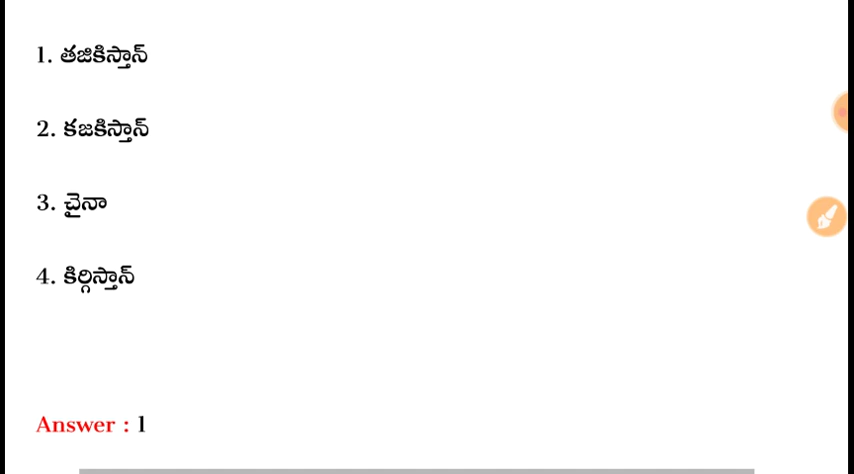 1. తజికిస్తాన్
2. కజకిస్తాన్
3. చైనా
4. కిర్గిస్తాన్
Answer : 1